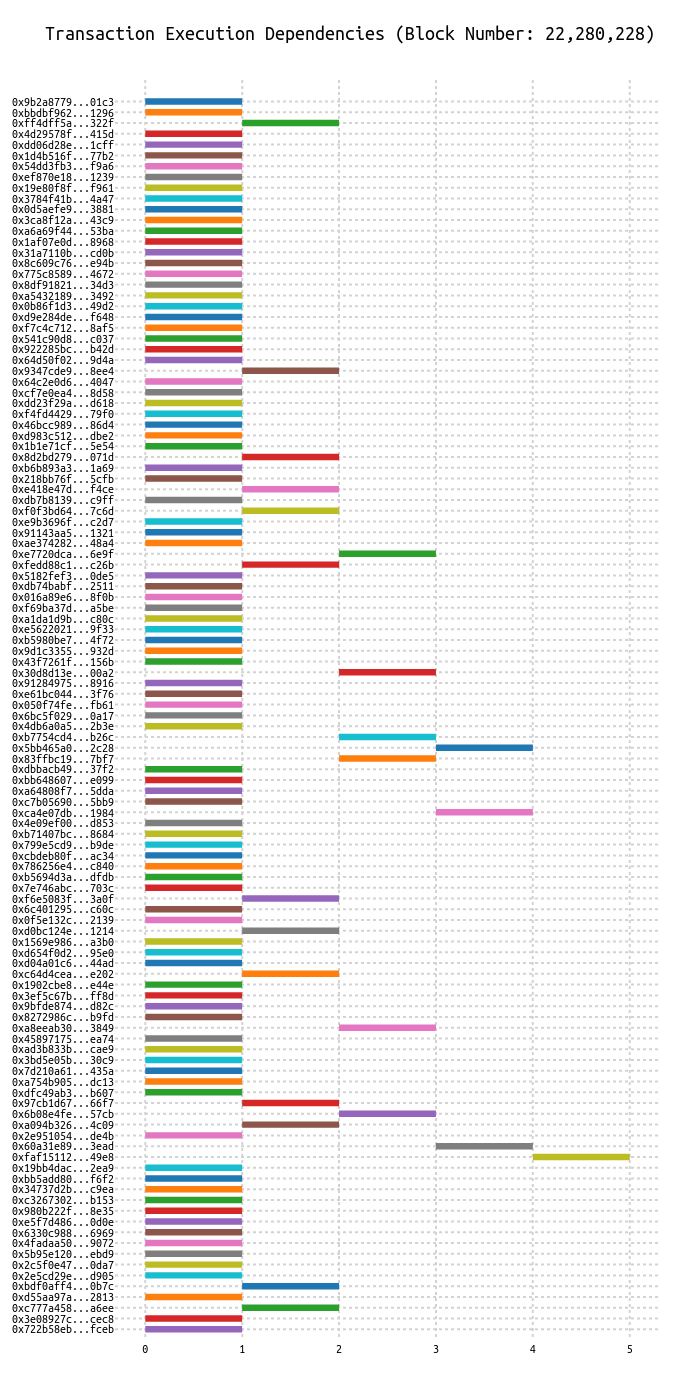 Transaction Execution Dependencies (Block Number: 22,280,228)
0x9b2a8779...01c3
0xbbdbf962...1296
0xff4dff5a...322f
0x4d29578f...415d
0xdd06d28e...1cff
0x1d4b516f...77b2
0x54dd3fb3...f9a6
0xef870e18...1239
0x19e80f8f...f961
0x3784f41b...4a47
0x0d5aefe9...3881
0x3ca8f12a...43c9
0xa6a69f44...53ba
0x1af07e0d...8968
0x31a7110b...cd0b
0x8c609c76...e94b
0x775c8589...4672
0x8df91821...34d3
0xa5432189...3492
0x0b86f1d3...49d2
0xd9e284de...f648
0xf7c4c712...8af5
0x541c90d8...c037
0x922285bc...b42d
0x64d50f02...9d4a
0x9347cde9...8ee4
0x64c2e0d6...4047
0xcf7e0ea4...8d58
0xdd23f29a...d618
0xf4fd4429...79f0
0x46bcc989...86d4
0xd983c512...dbe2
0x1b1e71cf...5e54
0x8d2bd279...071d
0xb6b893a3...1a69
0x218bb76f...5cfb
0xe418e47d...f4ce
0xdb7b8139...c9ff
0xf0f3bd64...7c6d
0xe9b3696f...c2d7
0x91143aa5...1321
0xae374282...48a4
0xe7720dca...6e9f
0xfedd88c1...c26b
0x5182fef3...0de5
0xdb74babf...2511
0x016a89e6...8f0b
0xf69ba37d...a5be
0xa1da1d9b...c80c
0xe5622021...9f33
0xb5980be7...4f72
0x9d1c3355...932d
0x43f7261f...156b
0x30d8d13e...00a2
0x91284975...8916
0xe61bc044...3f76
0x050f74fe...fb61
0x6bc5f029...0a17
0x4db6a0a5...2b3e
0xb7754cd4...b26c
0x5bb465a0...2c28
0x83ffbc19...7bf7
0xdbbacb49...37f2
0xbb648607...e099
0xa64808f7...5dda
0xc7b05690...5bb9
0xca4e07db...1984
0x4e09ef00...d853
0xb71407bc...8684
0x799e5cd9...b9de
0xcbdeb80f...ac34
0x786256e4...c840
0xb5694d3a...dfdb
0x7e746abc...703c
0xf6e5083f...3a0f
0x6c401295...c60c
0x0f5e132c...2139
0xd0bc124e...1214
0x1569e986...a3b0
0xd654f0d2...95e0
0xd04a01c6...44ad
0xc64d4cea...e202
0x1902cbe8...e44e
0x3ef5c67b...ff8d
0x9bfde874...d82c
0x8272986c...b9fd
0xa8eeab30...3849
0x45897175...ea74
0xad3b833b...cae9
0x3bd5e05b...30c9
0x7d210a61...435a
0xa754b905...dc13
0xdfc49ab3...b607
0x97cb1d67...66f7
0x6b08e4fe...57cb
0xa094b326...4c09
0x2e951054...de4b
0x60a31e89...3ead
0xfaf15112...49e8
0x19bb4dac...2ea9
0xbb5add80...f6f2
0x34737d2b...c9ea
0xc3267302...b153
0x980b222f...8e35
0xe5f7d486...0d0e
0x6330c988...6969
0x4fadaa50...9072
0x5b95e120...ebd9
0x2c5f0e47...0da7
0x2e5cd29e...d905
0xbdf0aff4...0b7c
0xd55aa97a...2813
0xc777a458...a6ee
0x3e08927c...cec8
0x722b58eb...fceb
0 1 2 3 4 5